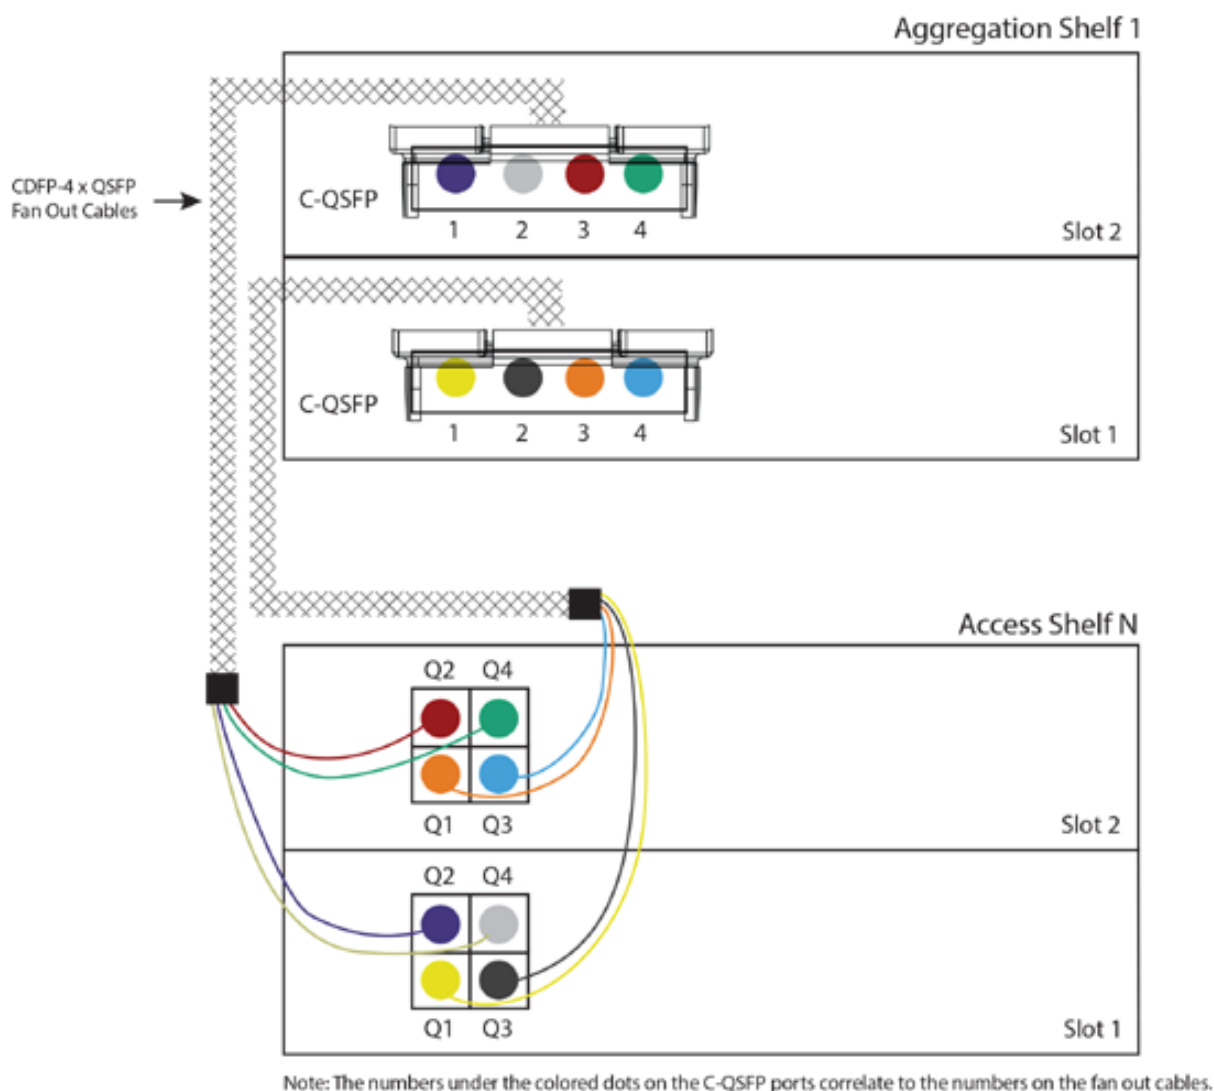 Aggregation Shelf 1
CDFP-4 x QSFP
Fan Out Cables
C-QSFP
1 2 3 4
Slot 2
C-QSFP
1 2 3 4
Slot 1
Access Shelf N
Q2 Q4
Q1 Q3
Slot 2
Q2 Q4
Q1 Q3
Slot 1
Note: The numbers under the colored dots on the C-QSFP ports correlate to the numbers on the fan out cables.